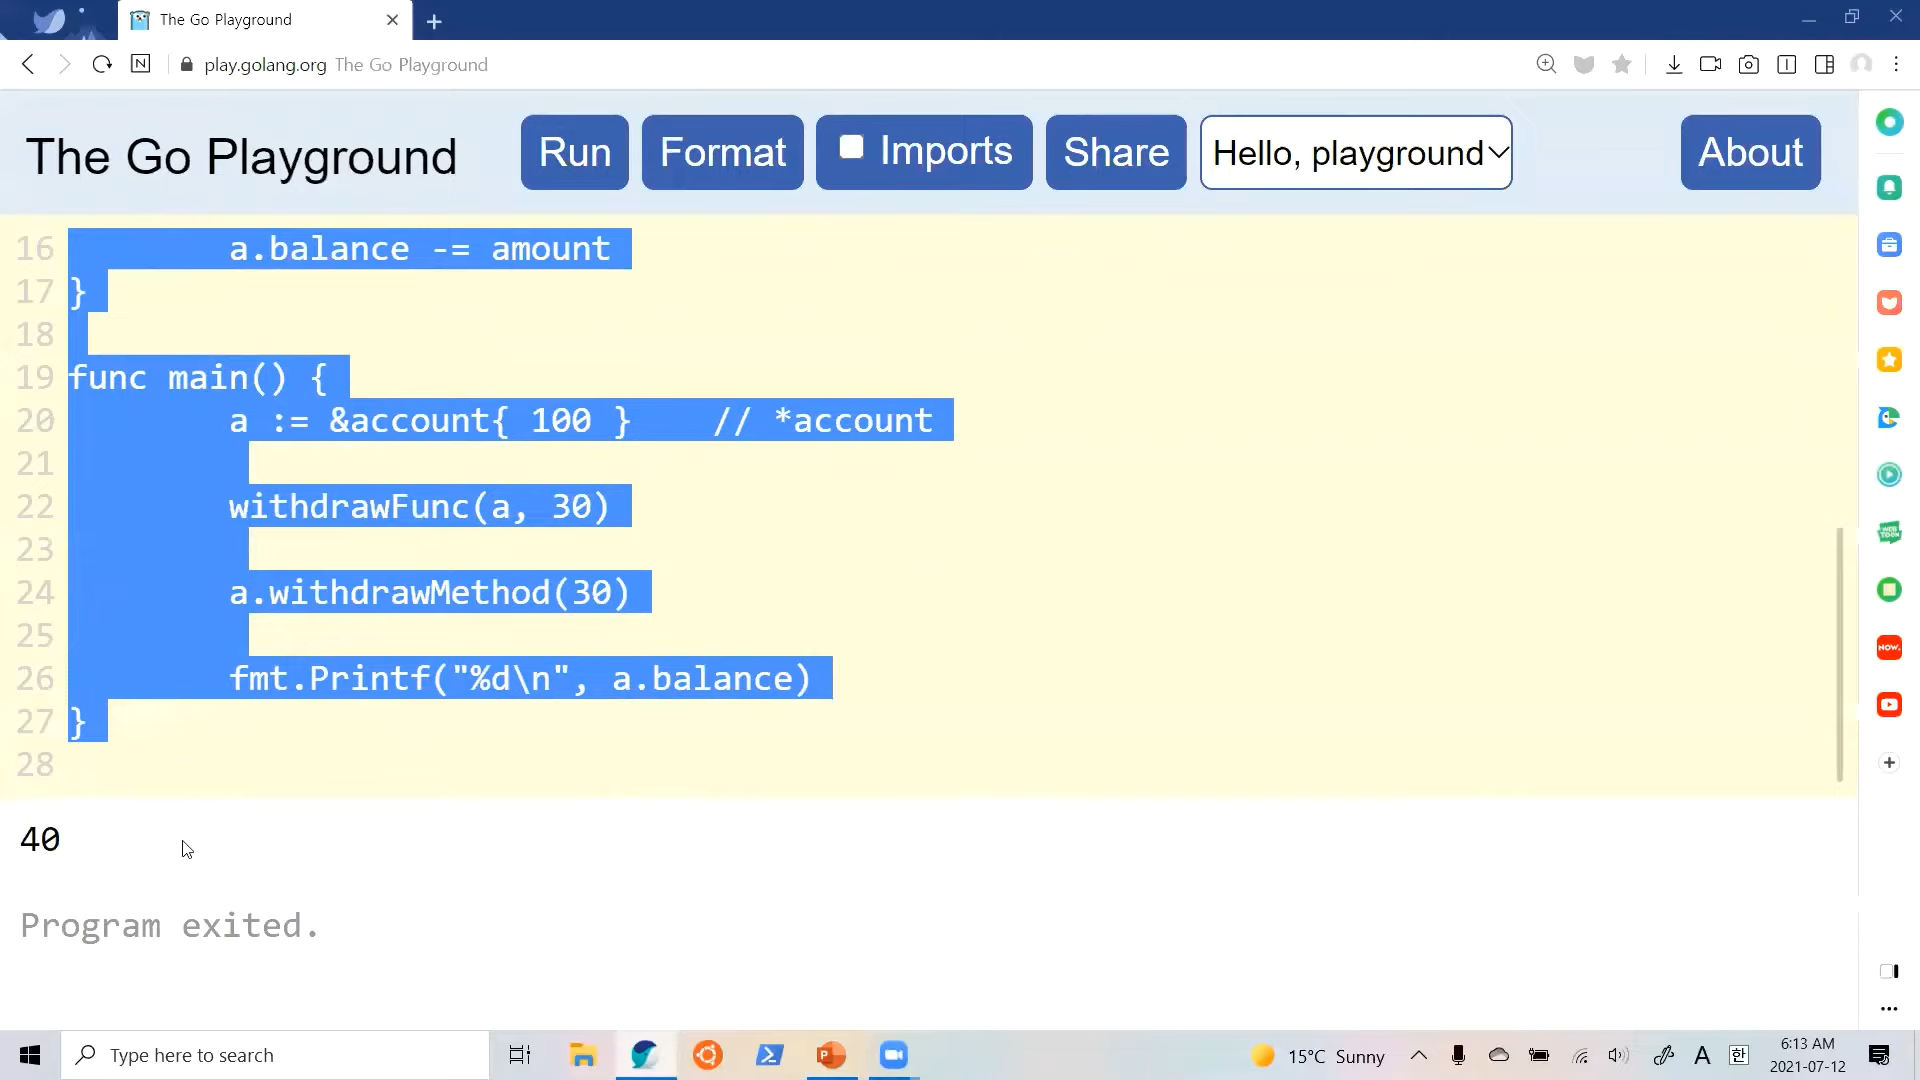 The Go Playground
play.golang.org The Go Playground
The Go Playground
Run
Format
Imports
Share
Hello, playground
About
16 a.balance -= amount
17 }
18
19 func main() {
20 a := &account{ 100 } // *account
21
22 withdrawFunc(a, 30)
23
24 a.withdrawMethod(30)
25
26 fmt.Printf("%d\n", a.balance)
27 }
28
40
Program exited.
NOW.
Type here to search
15°C Sunny
A
한
6:13 AM
2021-07-12